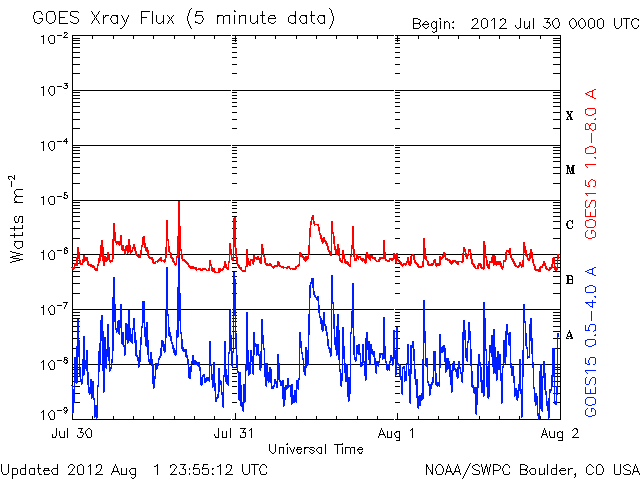 GOES Xray Flux (5 minute data)
Begin: 2012 Jul 30 0000 UTC
10⁻²
10⁻³
10⁻⁴
10⁻⁵
10⁻⁶
10⁻⁷
10⁻⁸
10⁻⁹
Watts m⁻²
X
M
C
B
A
GOES15 1.0-8.0 A
GOES15 0.5-4.0 A
Jul 30
Jul 31
Aug 1
Aug 2
Universal Time
Updated 2012 Aug 1 23:55:12 UTC
NOAA/SWPC Boulder, CO USA